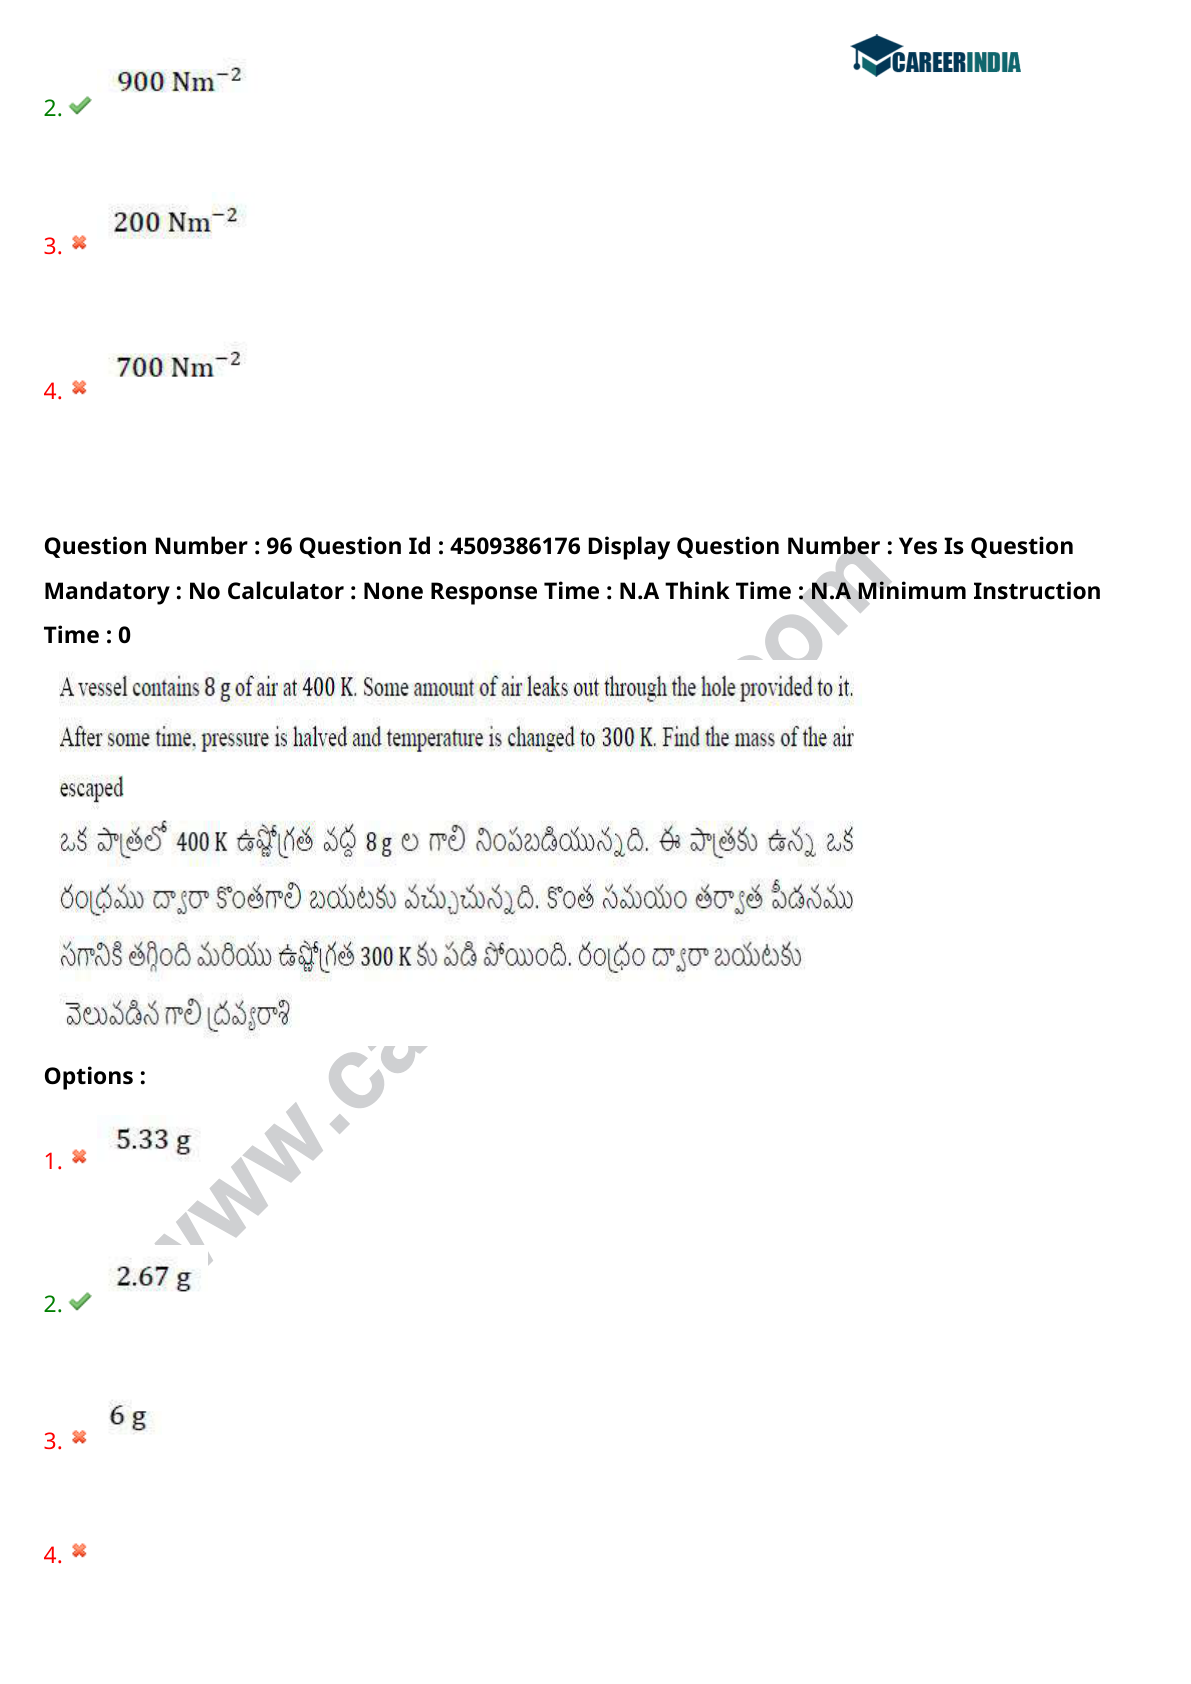 CAREERINDIA
900 Nm⁻²
2.
200 Nm⁻²
3.
700 Nm⁻²
4.
Question Number : 96 Question Id : 4509386176 Display Question Number : Yes Is Question
Mandatory : No Calculator : None Response Time : N.A Think Time : N.A Minimum Instruction
Time : 0
A vessel contains 8 g of air at 400 K. Some amount of air leaks out through the hole provided to it.
After some time, pressure is halved and temperature is changed to 300 K. Find the mass of the air
escaped
ఒక పాత్రలో 400 K ఉష్ణోగ్రత వద్ద 8 g ల గాలి నింపబడియున్నది. ఈ పాత్రకు ఉన్న ఒక
రంధ్రము ద్వారా కొంతగాలి బయటకు వచ్చుచున్నది. కొంత సమయం తర్వాత పీడనము
సగానికి తగ్గింది మరియు ఉష్ణోగ్రత 300 K కు పడి పోయింది. రంధ్రం ద్వారా బయటకు
వెలువడిన గాలి ద్రవ్యరాశి
Options :
5.33 g
1.
2.67 g
2.
6 g
3.
4.
www.ca
com